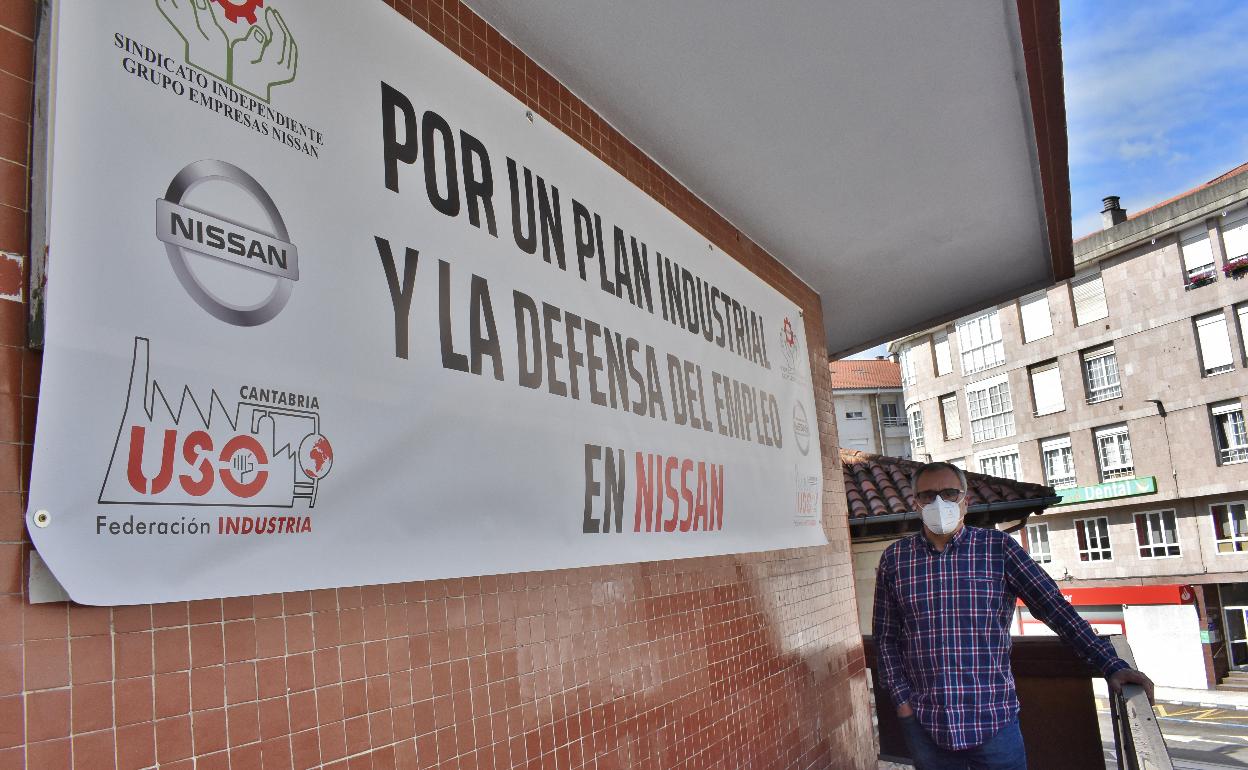 SINDICATO INDEPENDIENTE
GRUPO EMPRESAS NISSAN
NISSAN
CANTABRIA
USO
Federación INDUSTRIA
POR UN PLAN INDUSTRIAL
Y LA DEFENSA DEL EMPLEO
EN NISSAN
USO
Dental